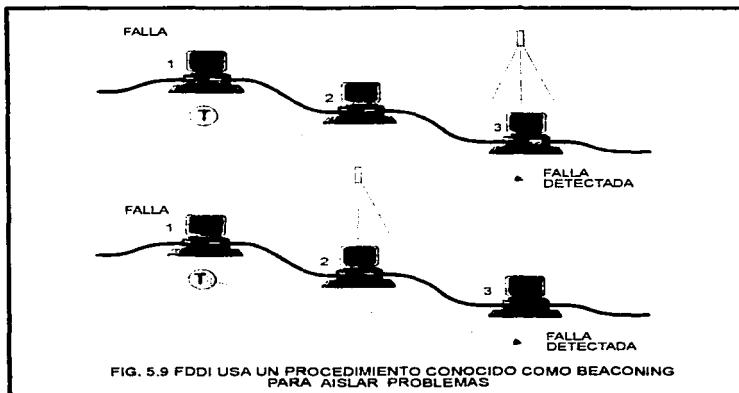 FALLA
1
T
2
3
FALLA
DETECTADA
FALLA
1
T
2
3
FALLA
DETECTADA
FIG. 5.9 FDDI USA UN PROCEDIMIENTO CONOCIDO COMO BEACONING
PARA AISLAR PROBLEMAS